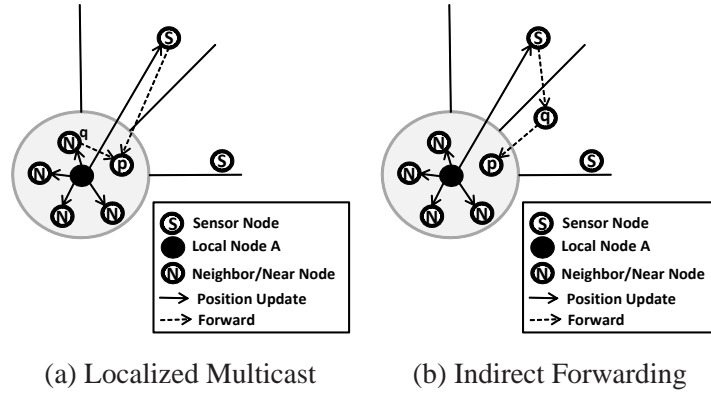 S
q
N
p
N
S
N
N
S Sensor Node
Local Node A
N Neighbor/Near Node
Position Update
Forward
(a) Localized Multicast
S
q
N
p
N
S
N
N
S Sensor Node
Local Node A
N Neighbor/Near Node
Position Update
Forward
(b) Indirect Forwarding